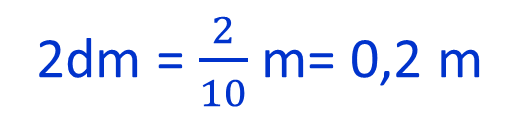 2dm = 2/10 m= 0,2 m